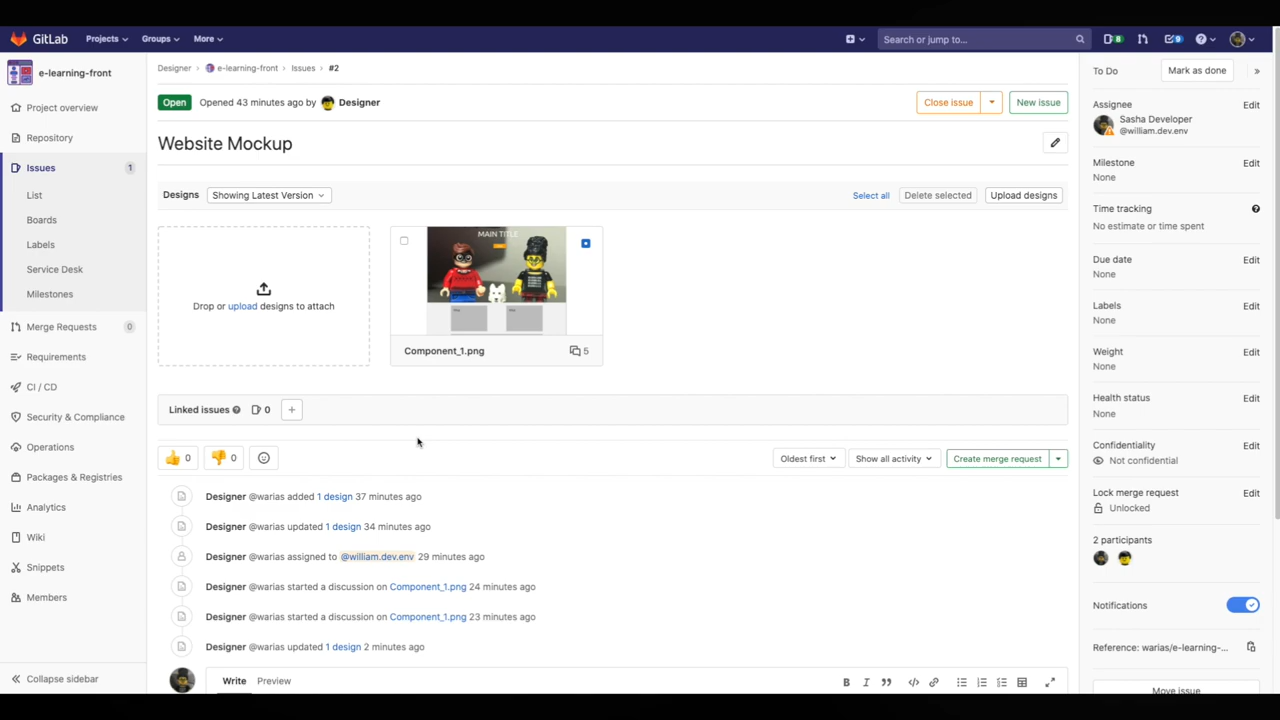 GitLab Projects Groups More Search or jump to... 8 9
e-learning-front
Project overview
Repository
Issues 1
List
Boards
Labels
Service Desk
Milestones
Merge Requests 0
Requirements
CI / CD
Security & Compliance
Operations
Packages & Registries
Analytics
Wiki
Snippets
Members
Collapse sidebar
Designer › e-learning-front › Issues › #2
Open Opened 43 minutes ago by Designer Close issue New issue
Website Mockup
Designs Showing Latest Version Select all Delete selected Upload designs
Drop or upload designs to attach
MAIN TITLE
Component_1.png 5
Linked issues 0 +
0 0 Oldest first Show all activity Create merge request
Designer @warias added 1 design 37 minutes ago
Designer @warias updated 1 design 34 minutes ago
Designer @warias assigned to @william.dev.env 29 minutes ago
Designer @warias started a discussion on Component_1.png 24 minutes ago
Designer @warias started a discussion on Component_1.png 23 minutes ago
Designer @warias updated 1 design 2 minutes ago
Write Preview B I
To Do Mark as done »
Assignee Edit
Sasha Developer
@william.dev.env
Milestone Edit
None
Time tracking
No estimate or time spent
Due date Edit
None
Labels Edit
None
Weight Edit
None
Health status Edit
None
Confidentiality Edit
Not confidential
Lock merge request Edit
Unlocked
2 participants
Notifications
Reference: warias/e-learning-...
Move issue